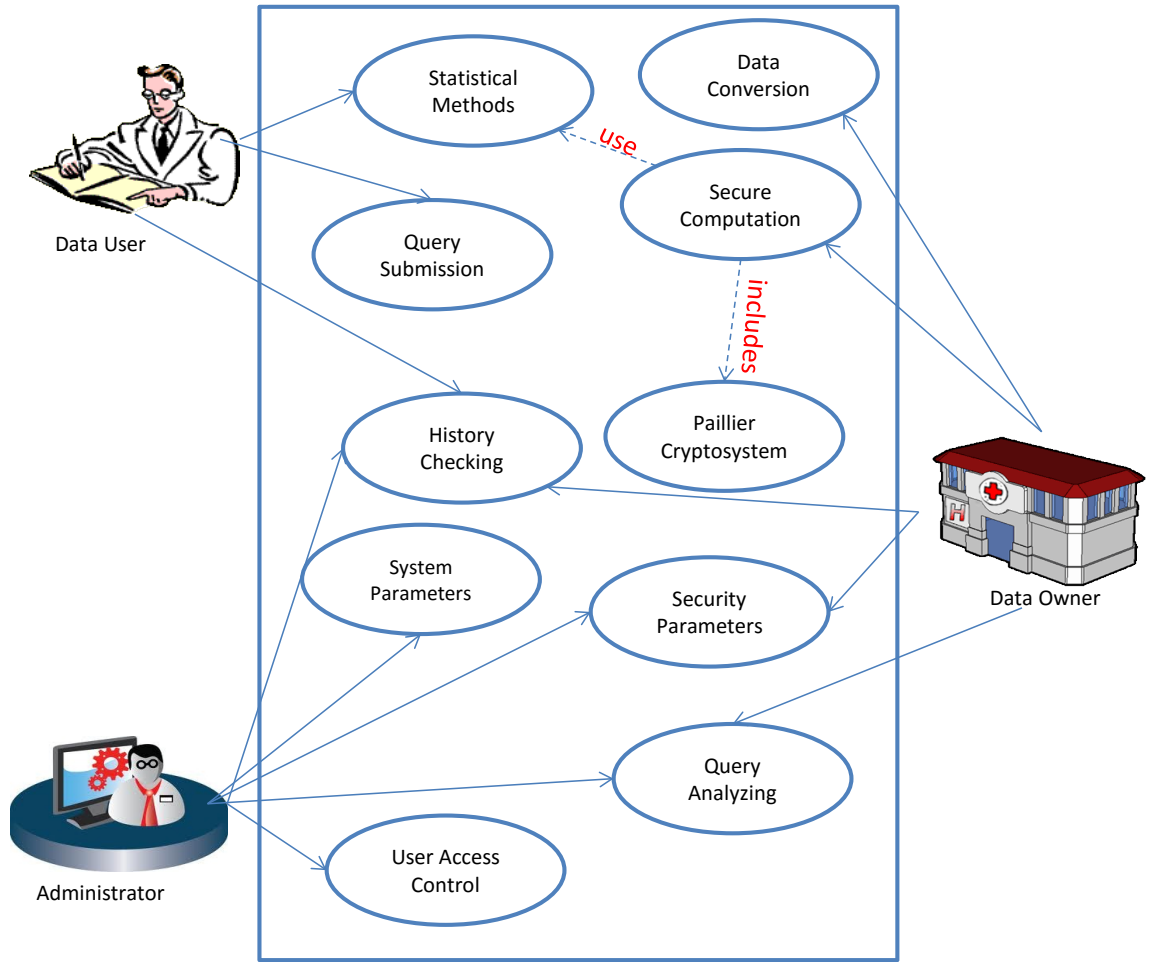 Statistical
Methods
Data
Conversion
use
Secure
Computation
Data User
Query
Submission
includes
History
Checking
Paillier
Cryptosystem
H
System
Parameters
Security
Parameters
Data Owner
Query
Analyzing
User Access
Control
Administrator